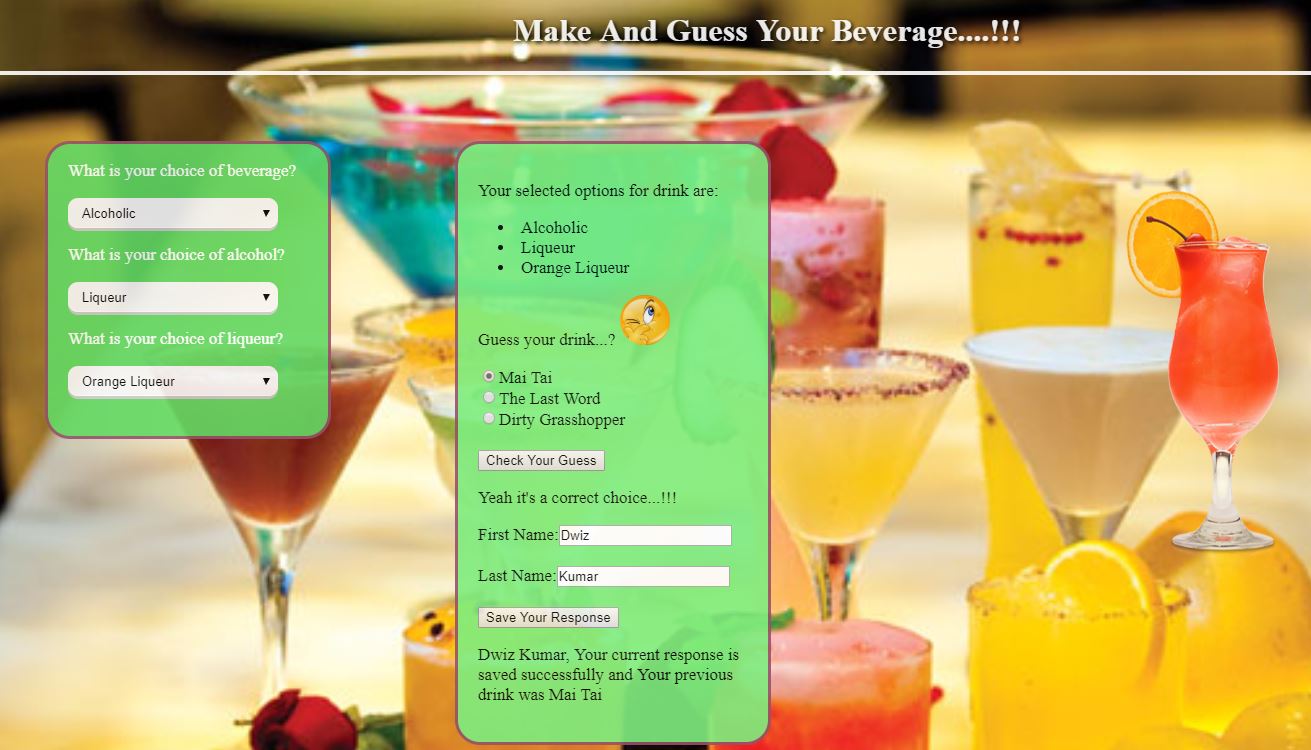 Make And Guess Your Beverage....!!!
What is your choice of beverage?
Alcoholic
What is your choice of alcohol?
Liqueur
What is your choice of liqueur?
Orange Liqueur
Your selected options for drink are:
Alcoholic
Liqueur
Orange Liqueur
Guess your drink...?
Mai Tai
The Last Word
Dirty Grasshopper
Check Your Guess
Yeah it's a correct choice...!!!
First Name:Dwiz
Last Name:Kumar
Save Your Response
Dwiz Kumar, Your current response is
saved successfully and Your previous
drink was Mai Tai